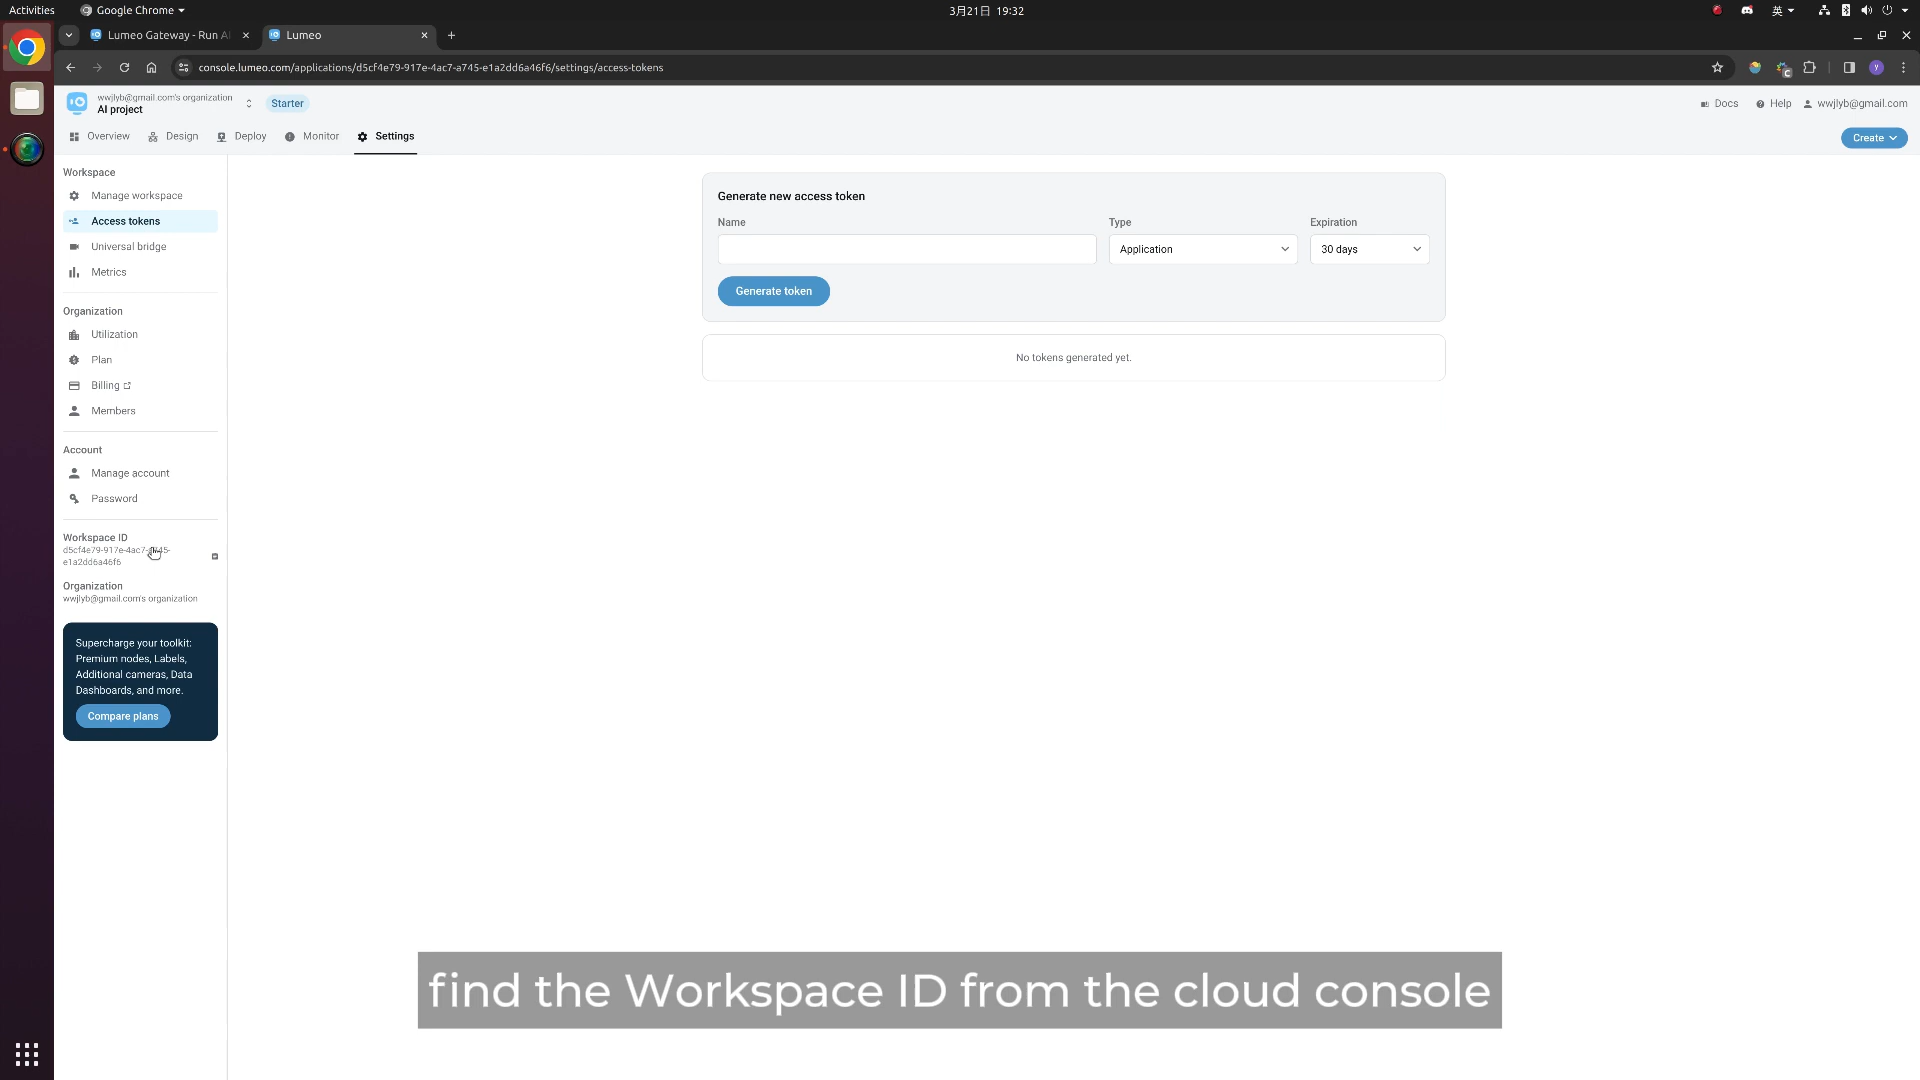 Activities
Google Chrome
3月21日 19:32
英
Lumeo Gateway - Run AI
Lumeo
console.lumeo.com/applications/d5cf4e79-917e-4ac7-a745-e1a2dd6a46f6/settings/access-tokens
y
wwjlyb@gmail.com's organization
AI project
Starter
Docs
Help
wwjlyb@gmail.com
Overview
Design
Deploy
Monitor
Settings
Create
Workspace
Manage workspace
Access tokens
Universal bridge
Metrics
Organization
Utilization
Plan
Billing
Members
Account
Manage account
Password
Workspace ID
d5cf4e79-917e-4ac7-a745-
e1a2dd6a46f6
Organization
wwjlyb@gmail.com's organization
Supercharge your toolkit:
Premium nodes, Labels,
Additional cameras, Data
Dashboards, and more.
Compare plans
Generate new access token
Name
Type
Expiration
Application
30 days
Generate token
No tokens generated yet.
find the Workspace ID from the cloud console